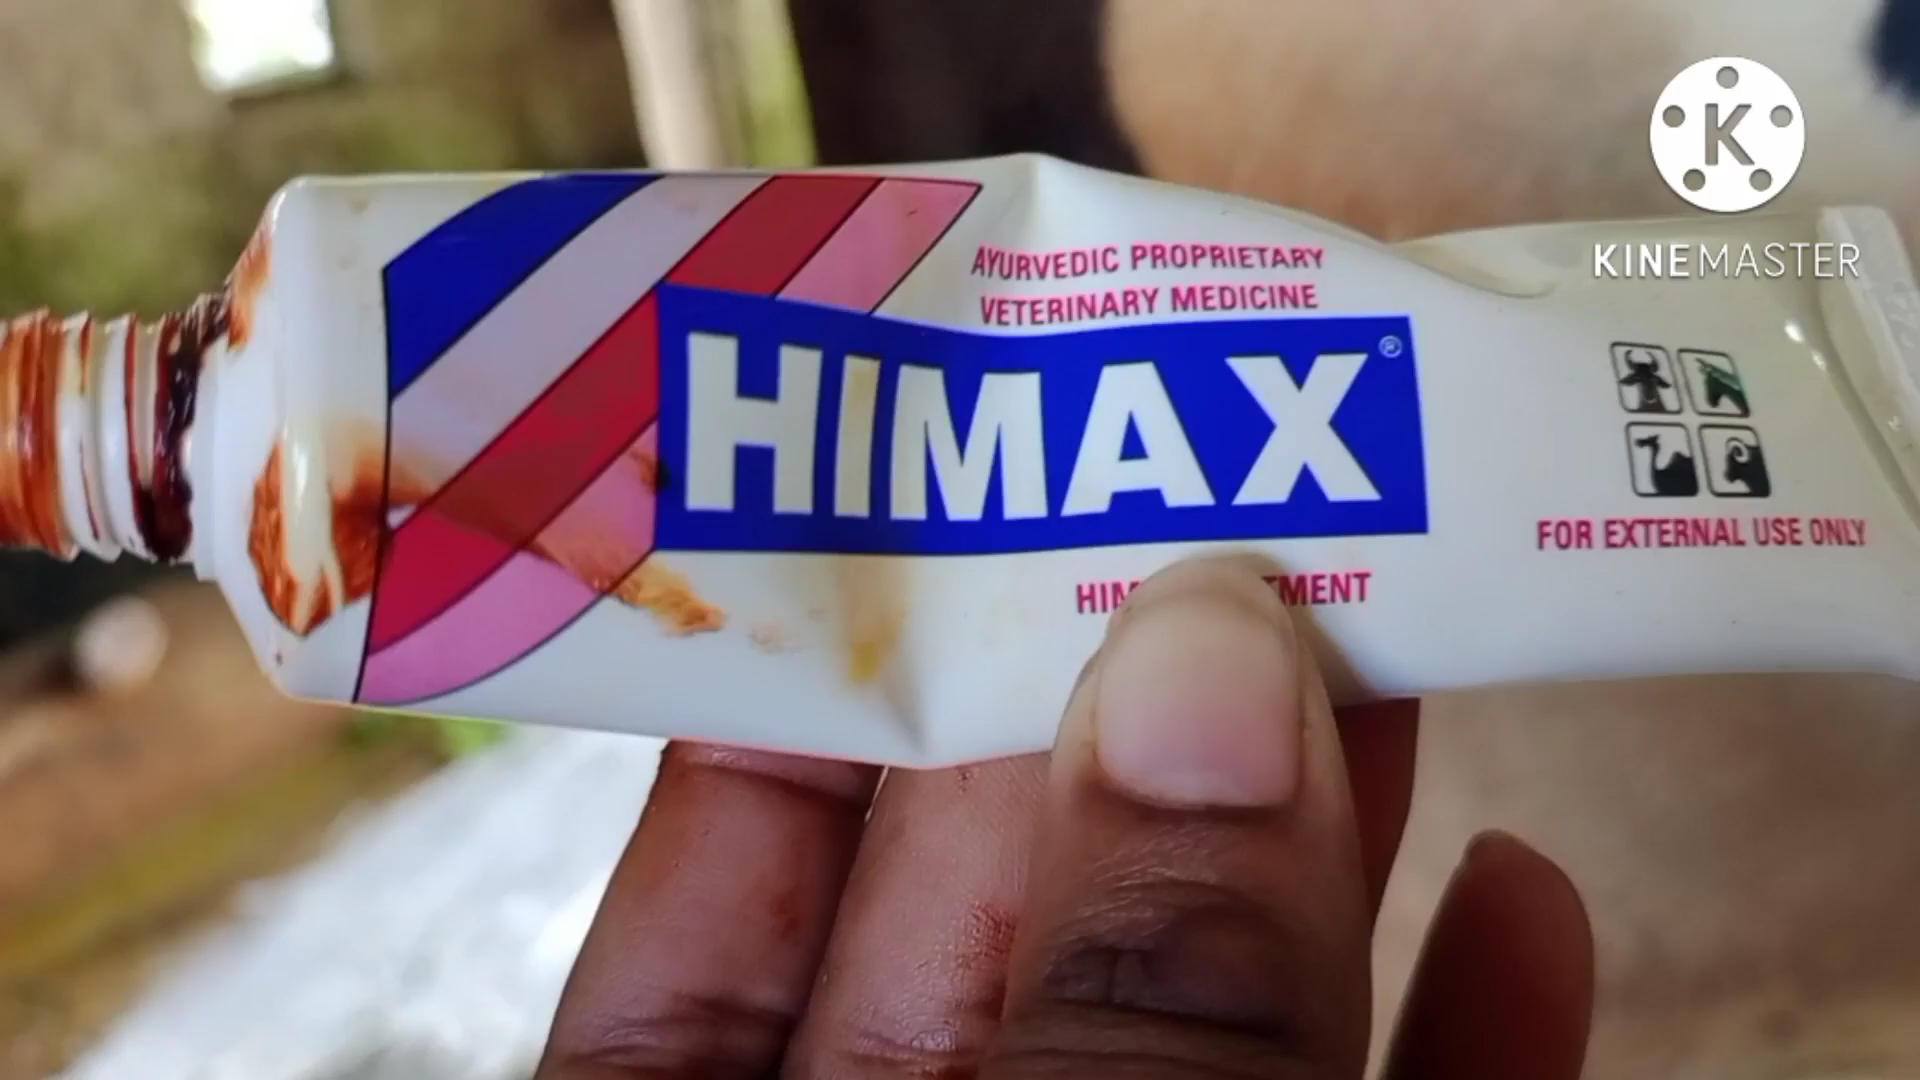 AYURVEDIC PROPRIETARY
VETERINARY MEDICINE
HIMAX®
FOR EXTERNAL USE ONLY
K
KINEMASTER